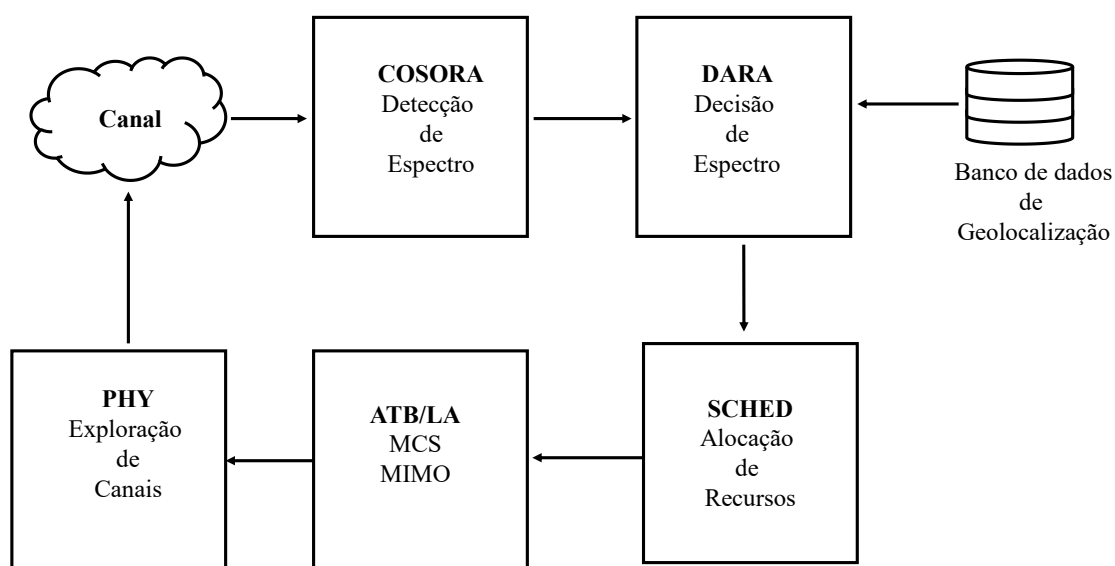 Canal
COSORA
Detecção
de
Espectro
DARA
Decisão
de
Espectro
Banco de dados
de
Geolocalização
PHY
Exploração
de
Canais
ATB/LA
MCS
MIMO
SCHED
Alocação
de
Recursos